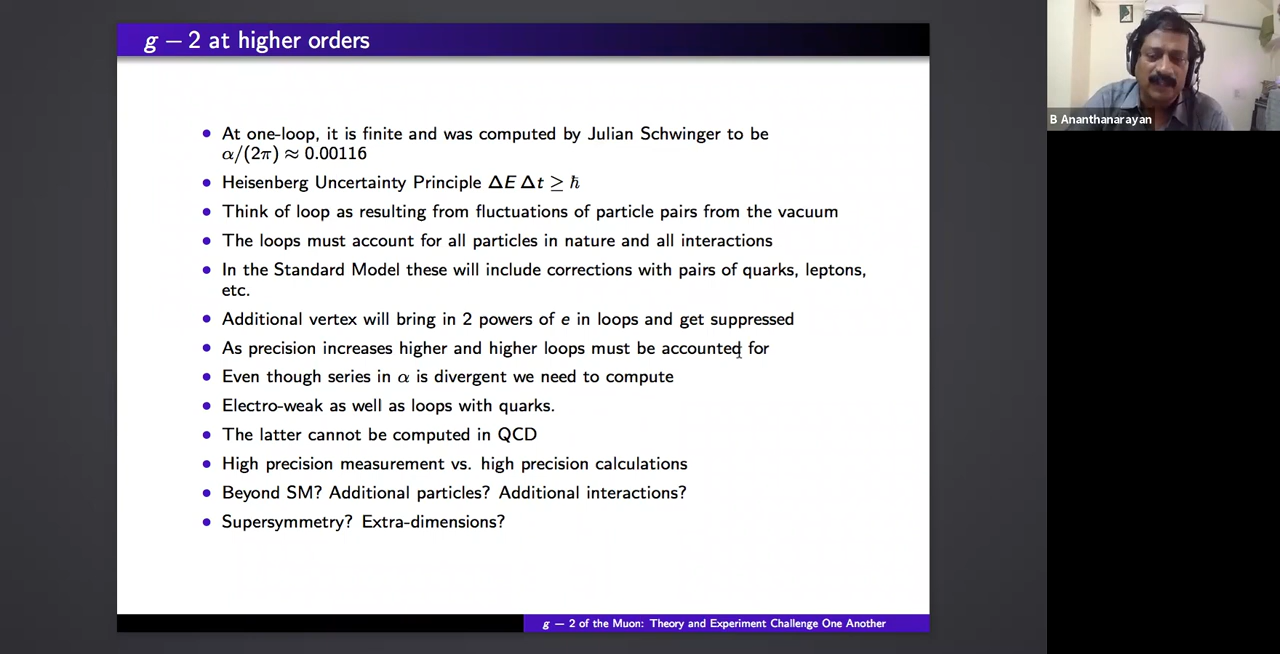 g − 2 at higher orders
B Ananthanarayan
• At one-loop, it is finite and was computed by Julian Schwinger to be
α/(2π) ≈ 0.00116
• Heisenberg Uncertainty Principle ΔE Δt ≥ ℏ
• Think of loop as resulting from fluctuations of particle pairs from the vacuum
• The loops must account for all particles in nature and all interactions
• In the Standard Model these will include corrections with pairs of quarks, leptons,
etc.
• Additional vertex will bring in 2 powers of e in loops and get suppressed
• As precision increases higher and higher loops must be accounted for
• Even though series in α is divergent we need to compute
• Electro-weak as well as loops with quarks.
• The latter cannot be computed in QCD
• High precision measurement vs. high precision calculations
• Beyond SM? Additional particles? Additional interactions?
• Supersymmetry? Extra-dimensions?
g − 2 of the Muon: Theory and Experiment Challenge One Another